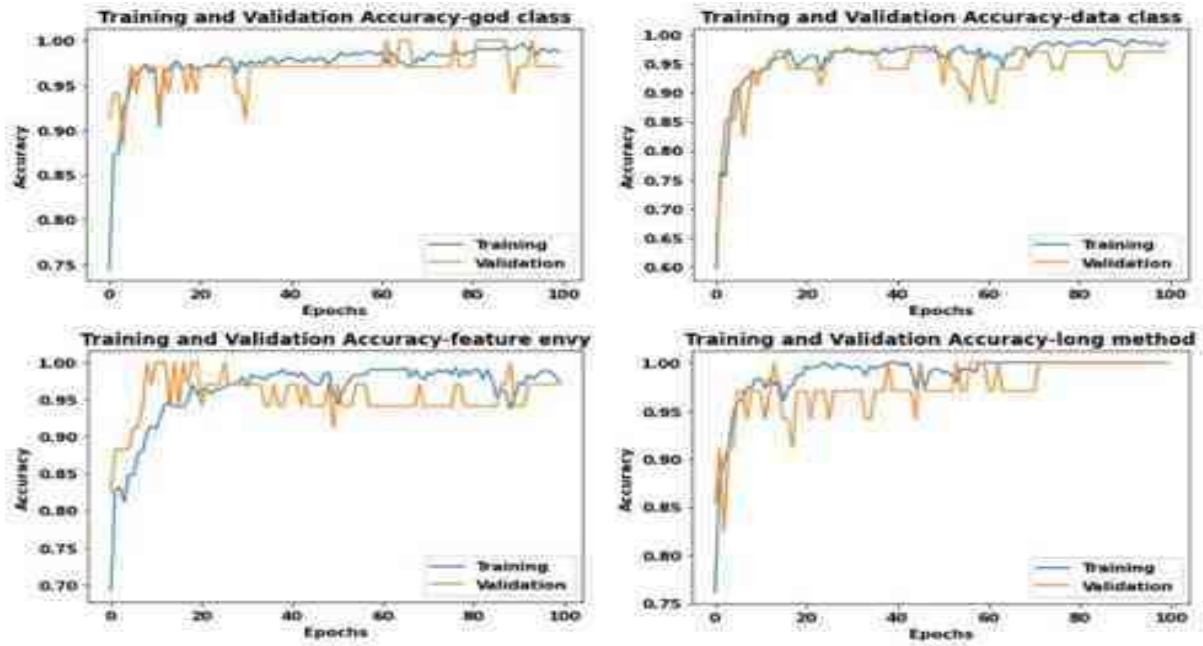 Training and Validation Accuracy-god class
1.00
0.95
0.90
0.85
0.80
0.75
Accuracy
Training
Validation
0 20 40 60 80 100
Epochs
Training and Validation Accuracy-data class
1.00
0.95
0.90
0.85
0.80
0.75
0.70
0.65
0.60
Accuracy
Training
Validation
0 20 40 60 80 100
Epochs
Training and Validation Accuracy-feature envy
1.00
0.95
0.90
0.85
0.80
0.75
0.70
Accuracy
Training
Validation
0 20 40 60 80 100
Epochs
Training and Validation Accuracy-long method
1.00
0.95
0.90
0.85
0.80
0.75
Accuracy
Training
Validation
0 20 40 60 80 100
Epochs